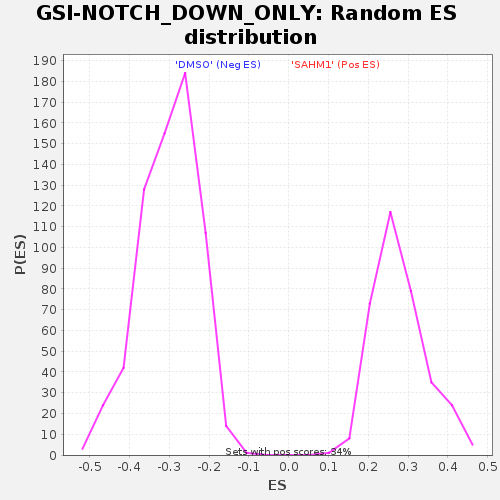 GSI-NOTCH_DOWN_ONLY: Random ES
distribution
'DMSO' (Neg ES) 'SAHM1' (Pos ES)
190
180
170
160
150
140
130
120
110
100
90
80
70
60
50
40
30
20
10
0
P(ES)
Sets with pos scores: 34%
-0.5 -0.4 -0.3 -0.2 -0.1 0.0 0.1 0.2 0.3 0.4 0.5
ES